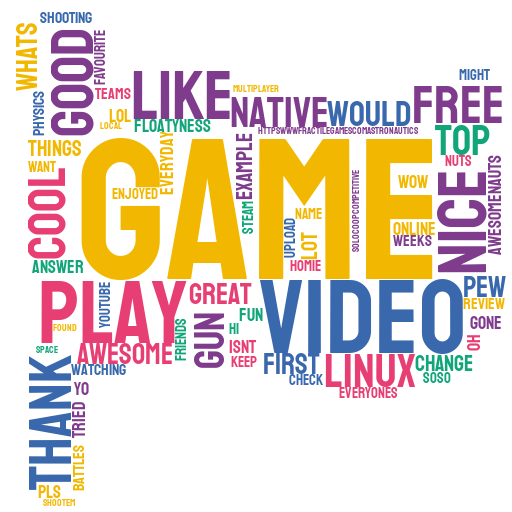 SHOOTING
WHATS
GOOD
FAVOURITE
PHYSICS
TEAMS
LIKE
MULTIPLAYER
MIGHT
LOL
LOCAL
FLOATYNESS
NATIVE
WOULD
FREE
HTTPSWWWFRACTILEGAMESCOMASTRONAUTICS
TOP
THINGS
WANT
GAME
EVERYDAY
ENJOYED
EXAMPLE
STEAM
UPLOAD
NAME
LOT
HOMIE
SOLOCOOPCOMPETITIVE
WOW
ONLINE
WEEKS
NUTS
NICE
AWESOMENAUTS
COOL
ANSWER
PLAY
YOUTUBE
FOUND
GREAT
VIDEO
PEW
REVIEW
GONE
OH
SPACE
AWESOME
FRIENDS
GUN
FUN
HI
ISNT
KEEP
FIRST
CHECK
LINUX
EVERYONES
CHANGE
SOSO
THANK
WATCHING
YO
TRIED
BATTLES
PLS
SHOOTEM